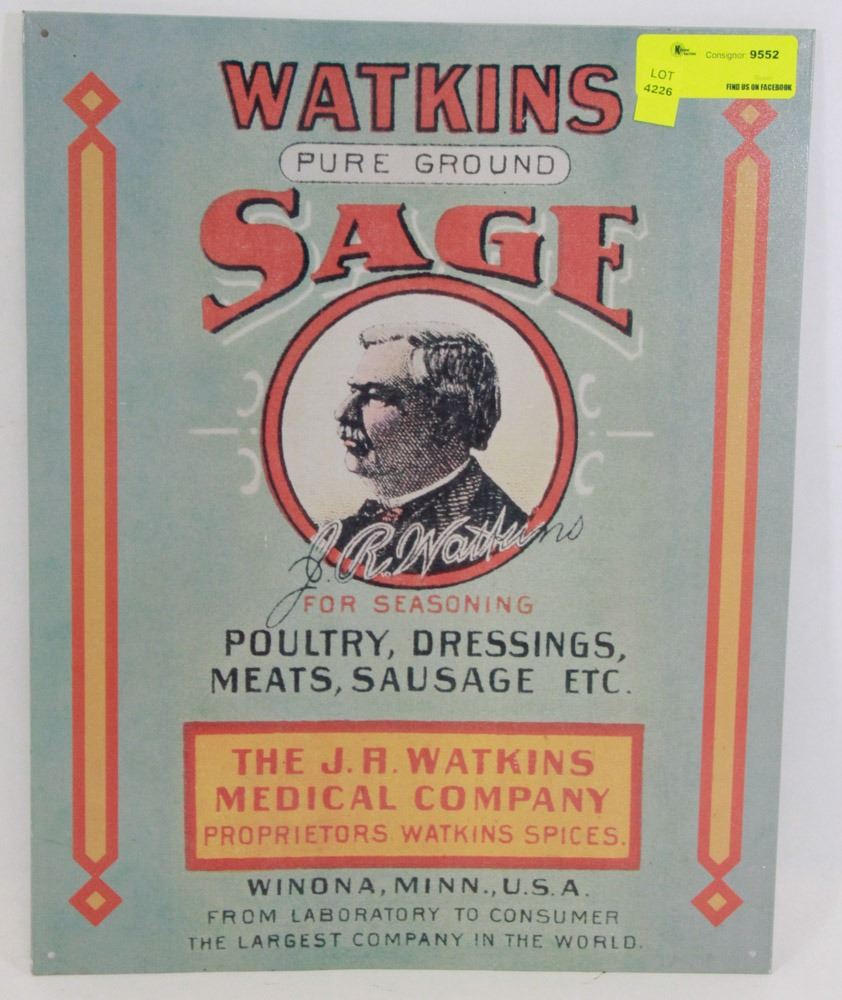 WATKINS
PURE GROUND
SAGE
J. R. Watkins
FOR SEASONING
POULTRY, DRESSINGS,
MEATS, SAUSAGE ETC.
THE J. R. WATKINS
MEDICAL COMPANY
PROPRIETORS WATKINS SPICES.
WINONA, MINN., U.S.A.
FROM LABORATORY TO CONSUMER
THE LARGEST COMPANY IN THE WORLD.
Consignor: 9552
LOT
4226
FIND US ON FACEBOOK